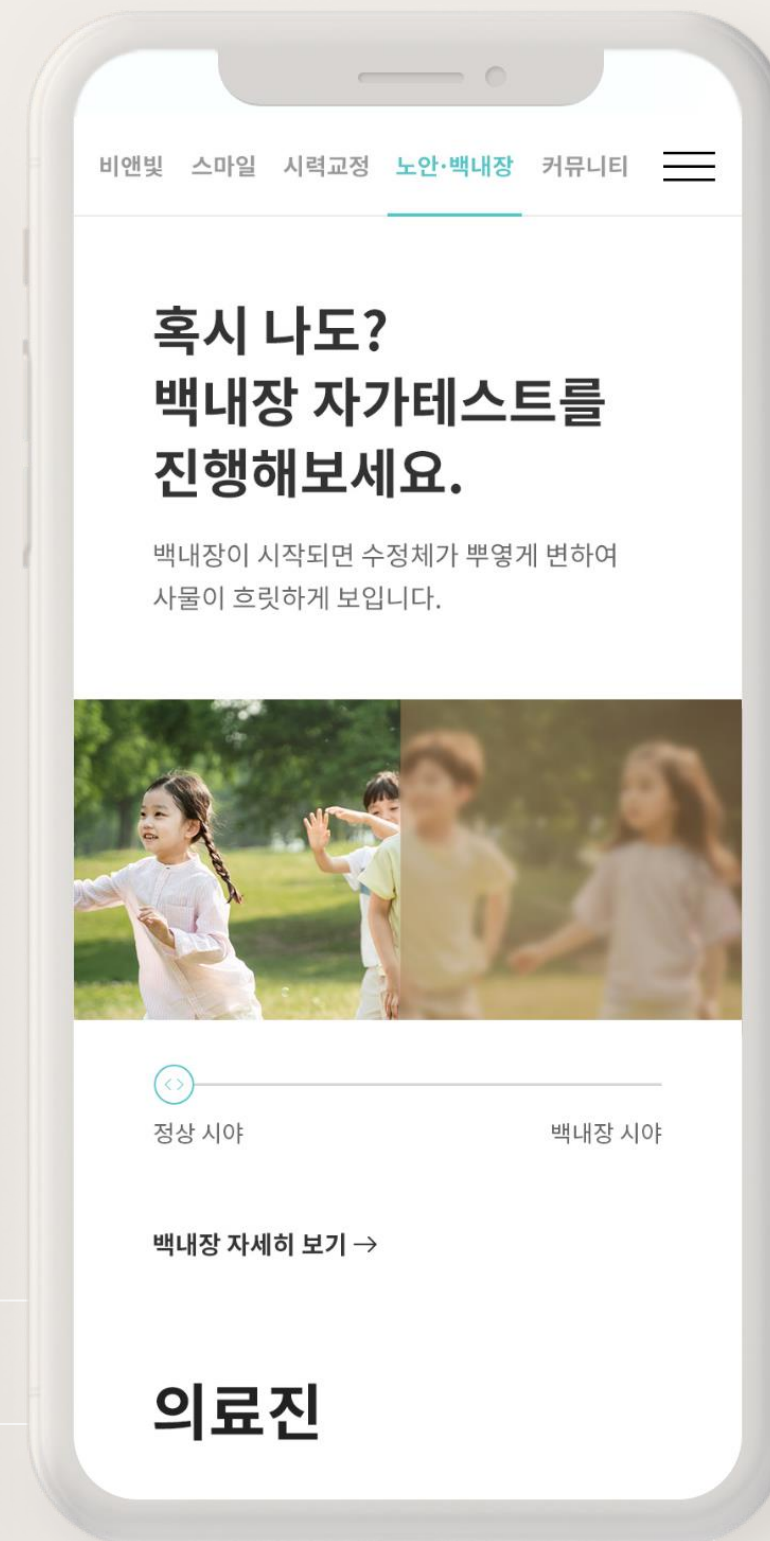 비앤빛 스마일 시력교정 노안·백내장 커뮤니티
혹시 나도?
백내장 자가테스트를
진행해보세요.
백내장이 시작되면 수정체가 뿌옇게 변하여
사물이 흐릿하게 보입니다.
정상 시야 백내장 시야
백내장 자세히 보기 →
의료진